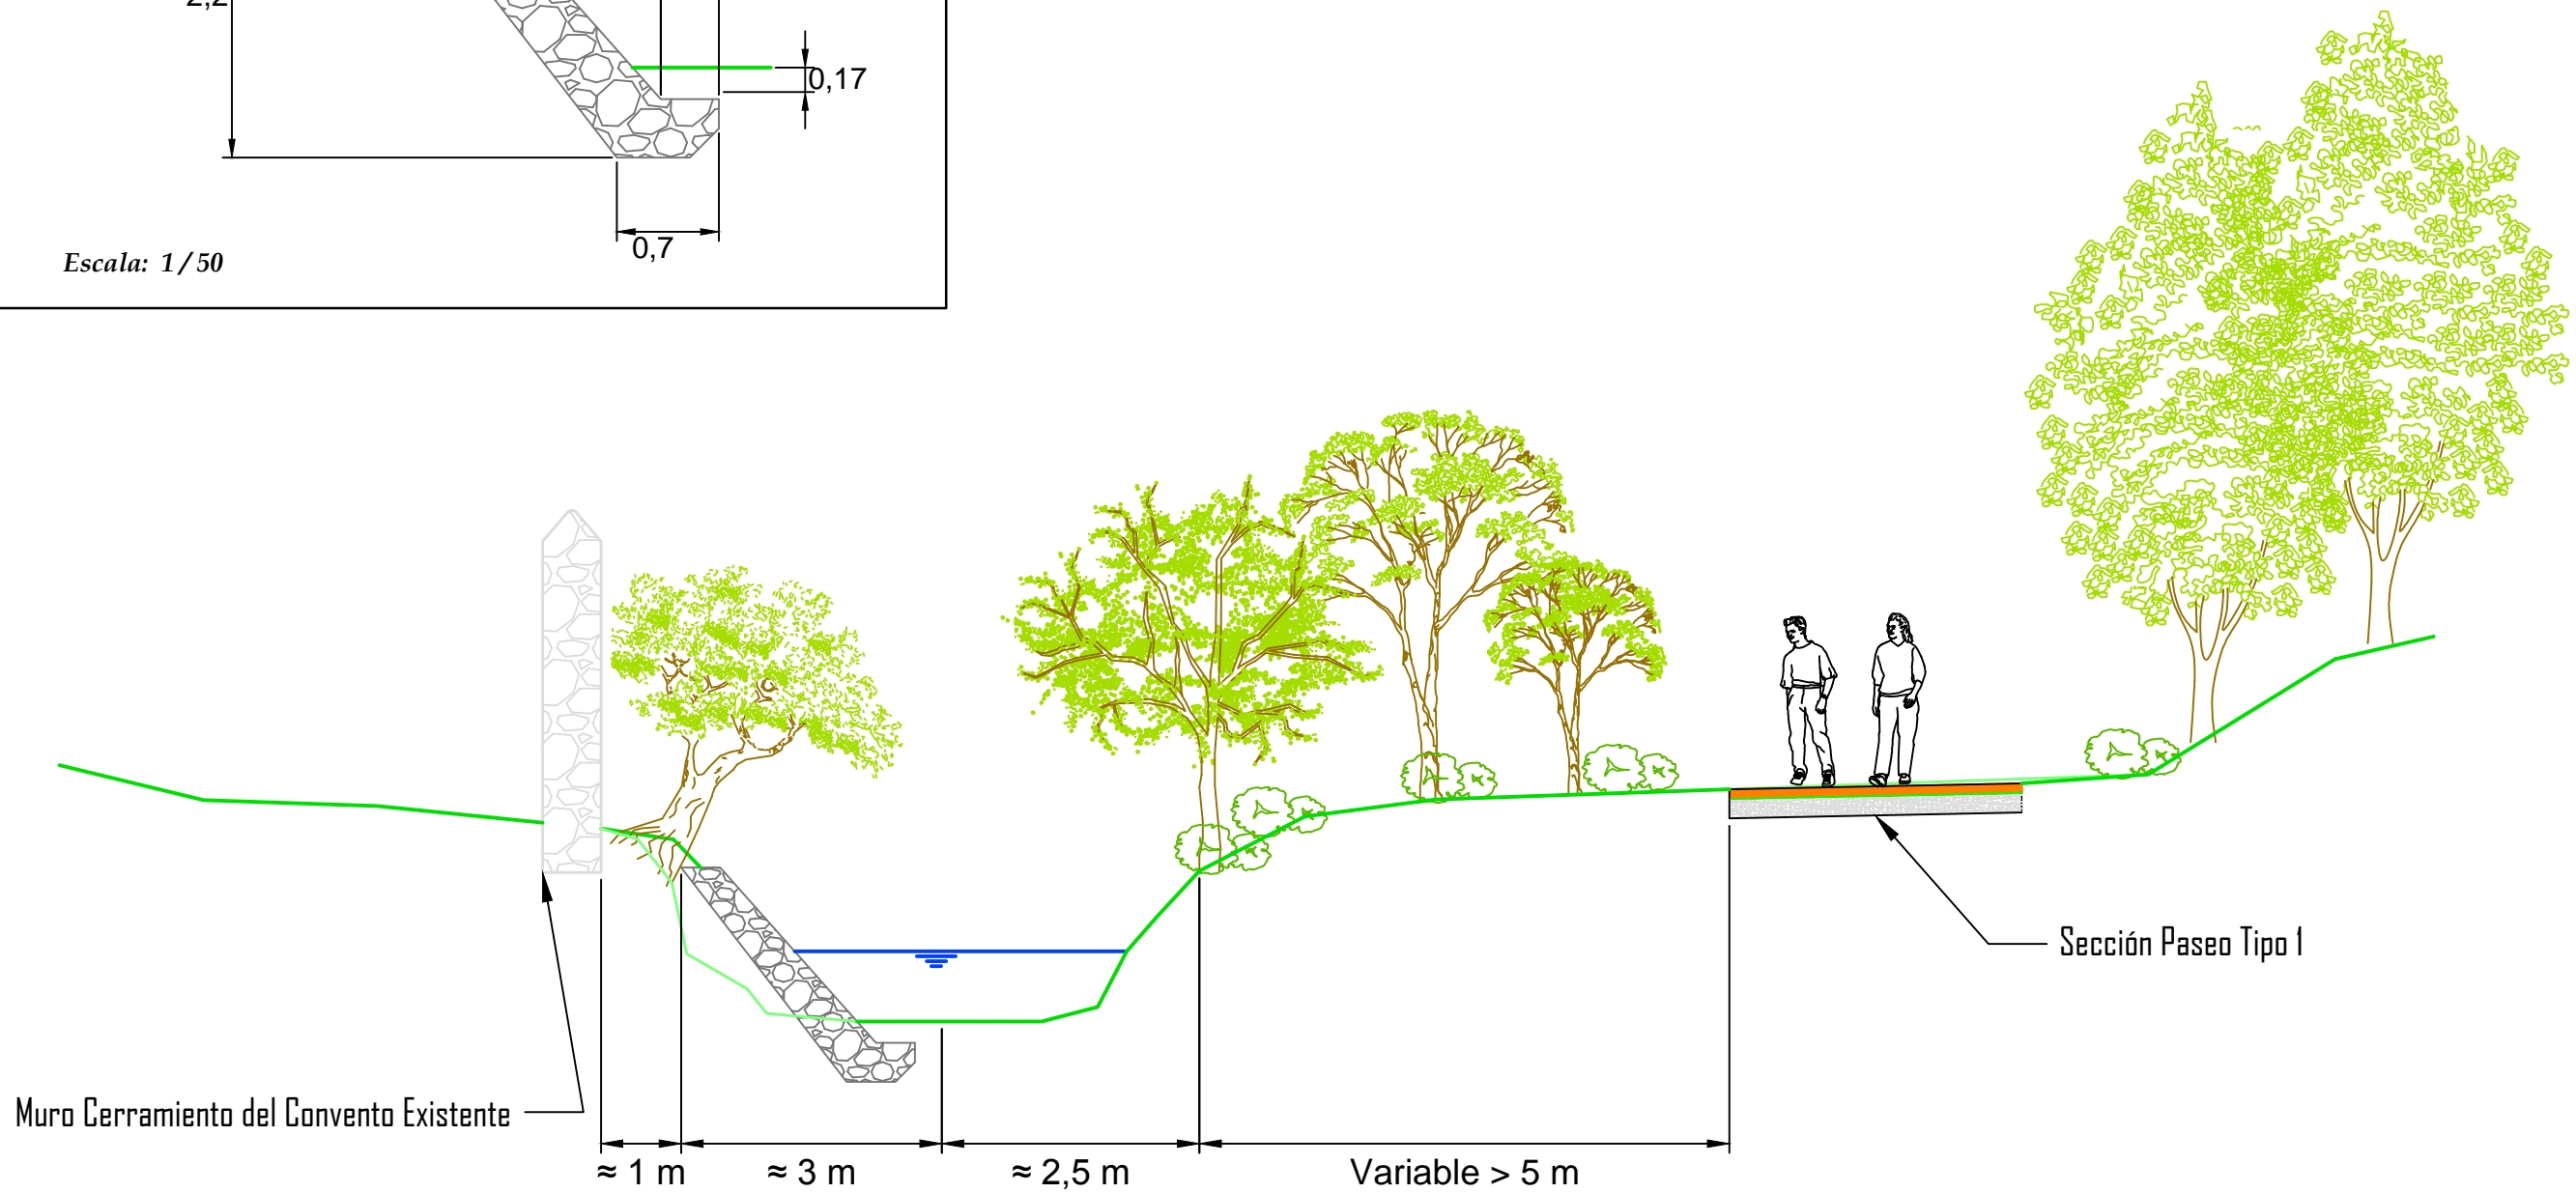 2,2
0,17
0,7
Escala: 1/50
Sección Paseo Tipo 1
Muro Cerramiento del Convento Existente
≈ 1 m
≈ 3 m
≈ 2,5 m
Variable > 5 m